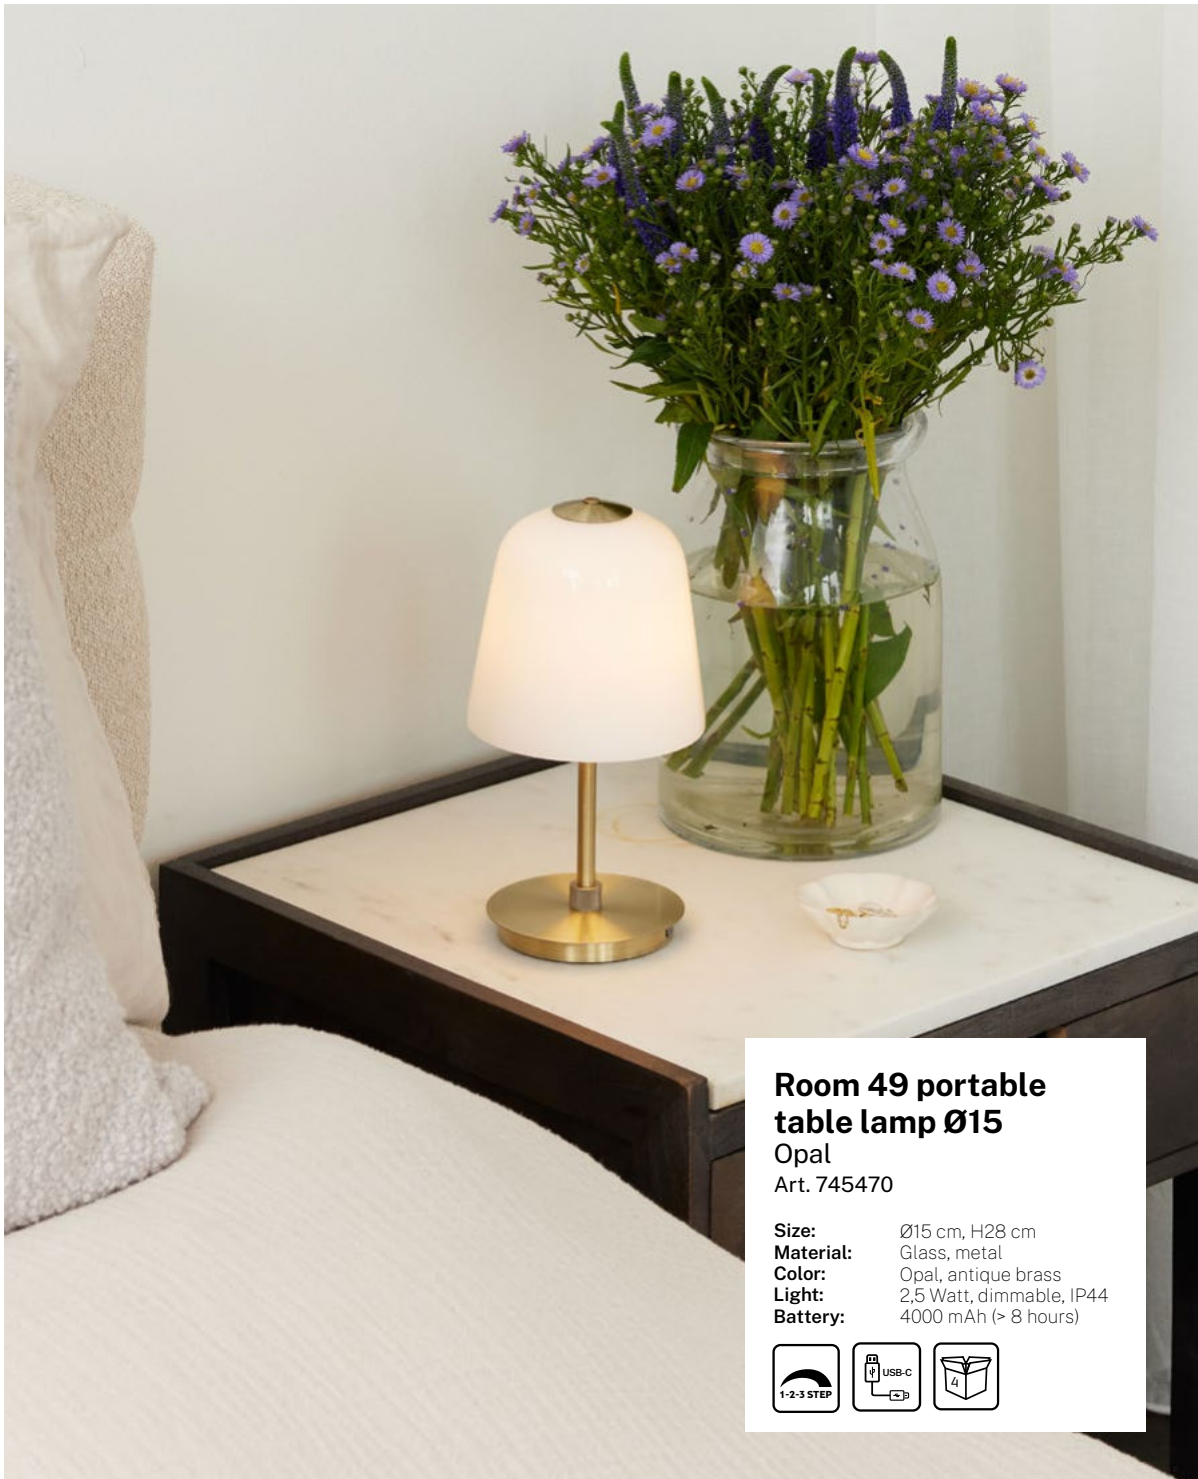 Room 49 portable
table lamp Ø15
Opal
Art. 745470
Size: Ø15 cm, H28 cm
Material: Glass, metal
Color: Opal, antique brass
Light: 2,5 Watt, dimmable, IP44
Battery: 4000 mAh (> 8 hours)
1-2-3 STEP
USB-C
4